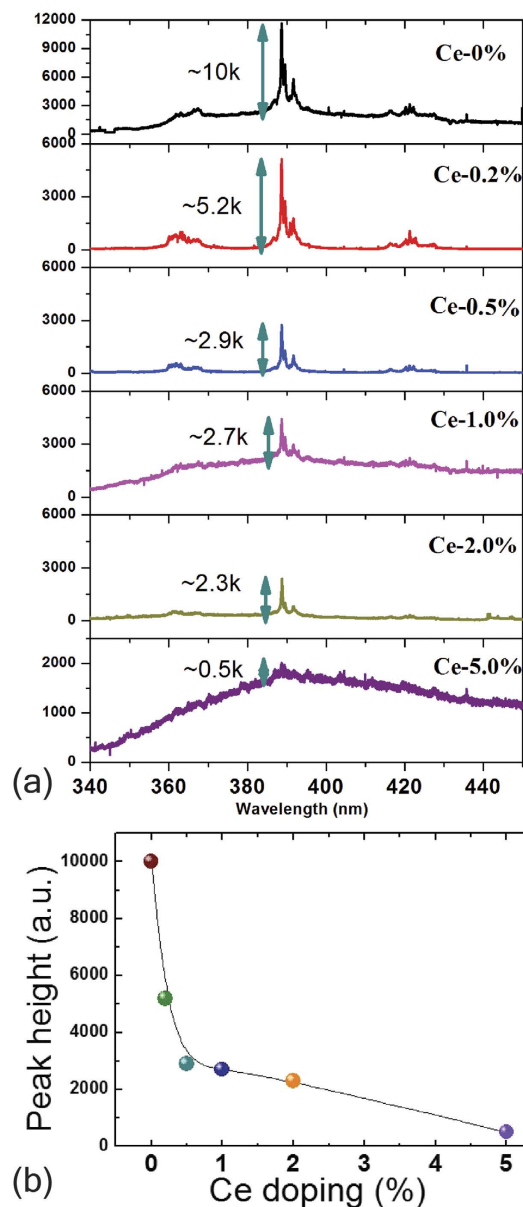 12000
9000
6000
3000
0
Ce-0%
~10k
6000
3000
0
Ce-0.2%
~5.2k
6000
3000
0
Ce-0.5%
~2.9k
6000
3000
0
Ce-1.0%
~2.7k
6000
3000
0
Ce-2.0%
~2.3k
2000
1000
0
Ce-5.0%
~0.5k
340 360 380 400 420 440
Wavelength (nm)
(a)
Peak height (a.u.)
10000
8000
6000
4000
2000
0
0 1 2 3 4 5
Ce doping (%)
(b)